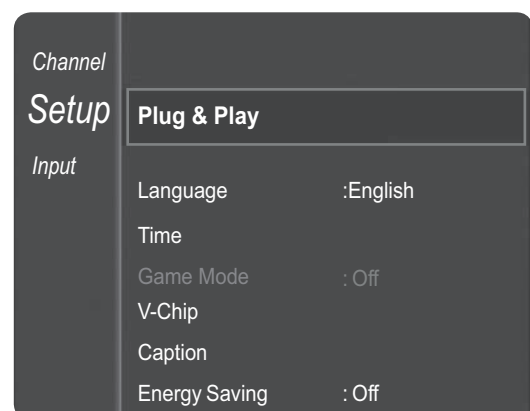 Channel
Setup
Input
Plug & Play
Language :English
Time
Game Mode : Off
V-Chip
Caption
Energy Saving : Off